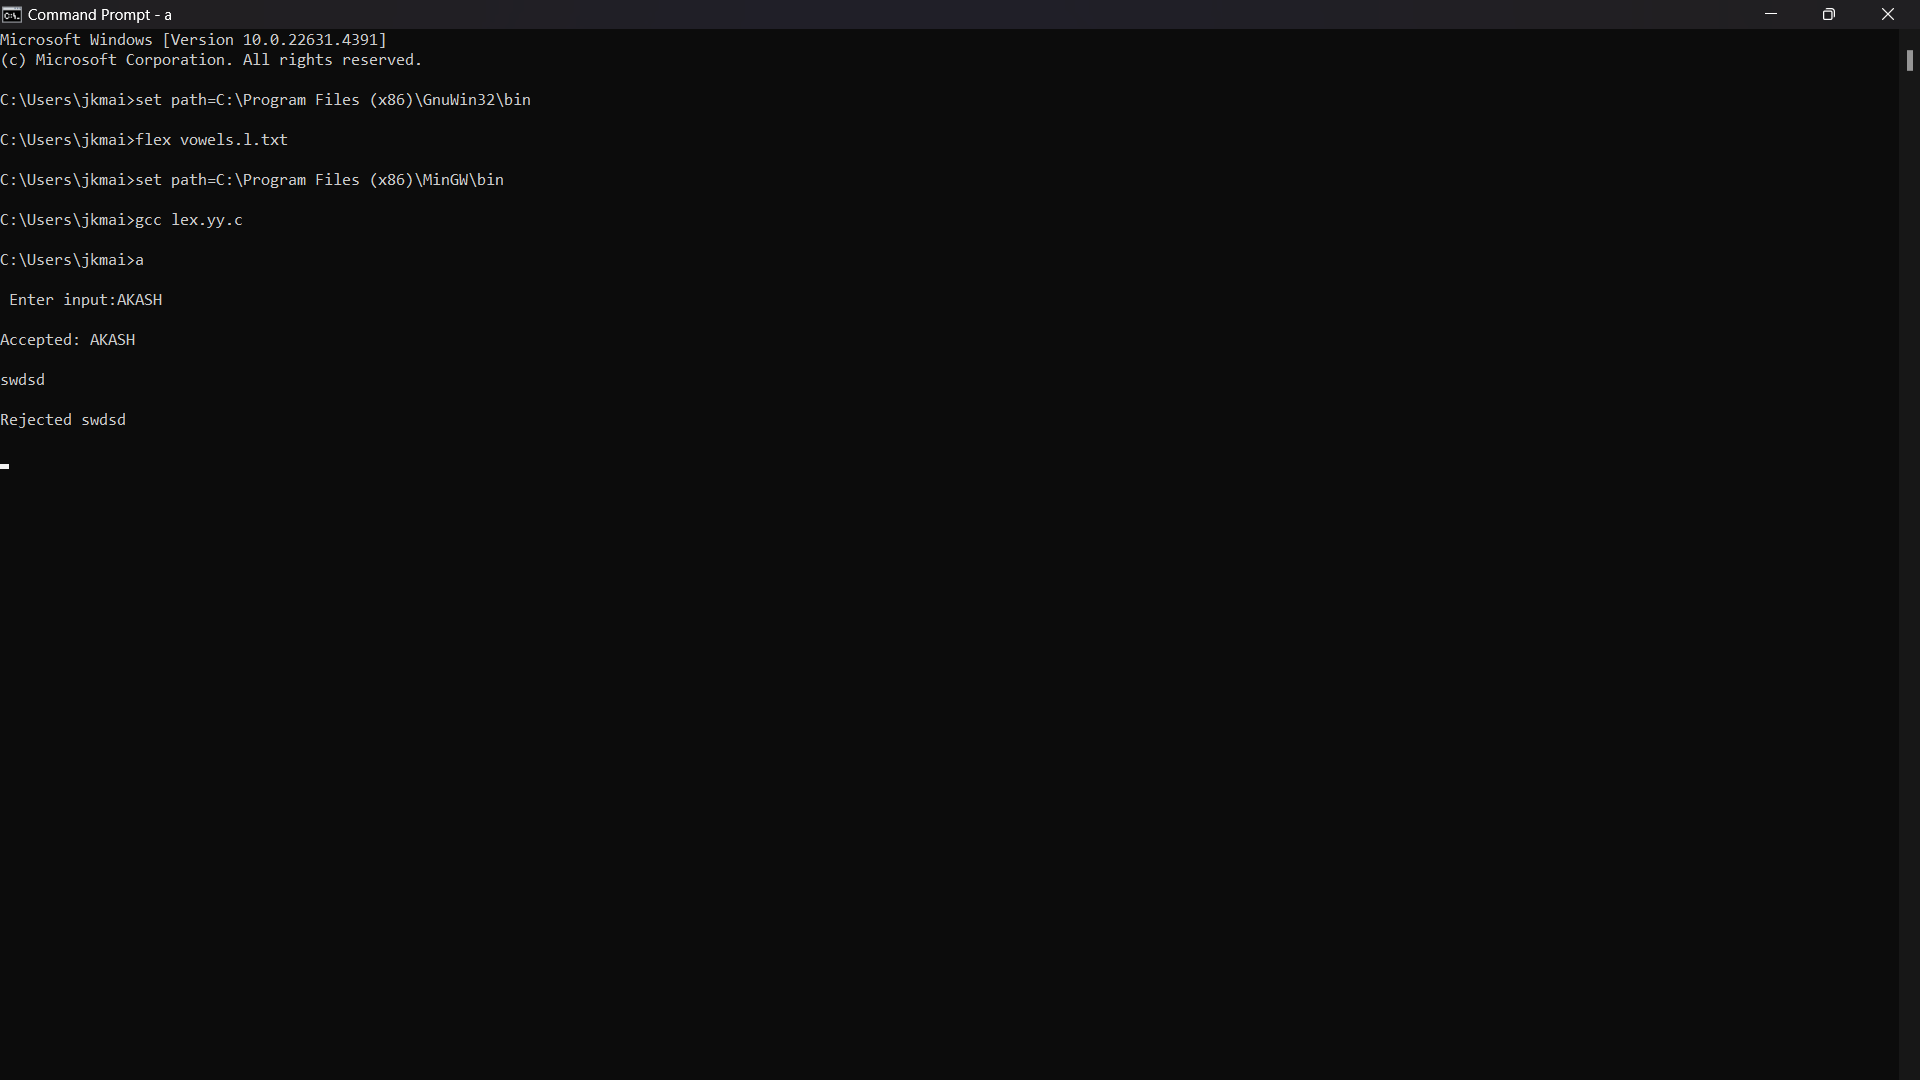 Command Prompt - a
Microsoft Windows [Version 10.0.22631.4391]
(c) Microsoft Corporation. All rights reserved.
C:\Users\jkmai>set path=C:\Program Files (x86)\GnuWin32\bin
C:\Users\jkmai>flex vowels.l.txt
C:\Users\jkmai>set path=C:\Program Files (x86)\MinGW\bin
C:\Users\jkmai>gcc lex.yy.c
C:\Users\jkmai>a
Enter input:AKASH
Accepted: AKASH
swdsd
Rejected swdsd